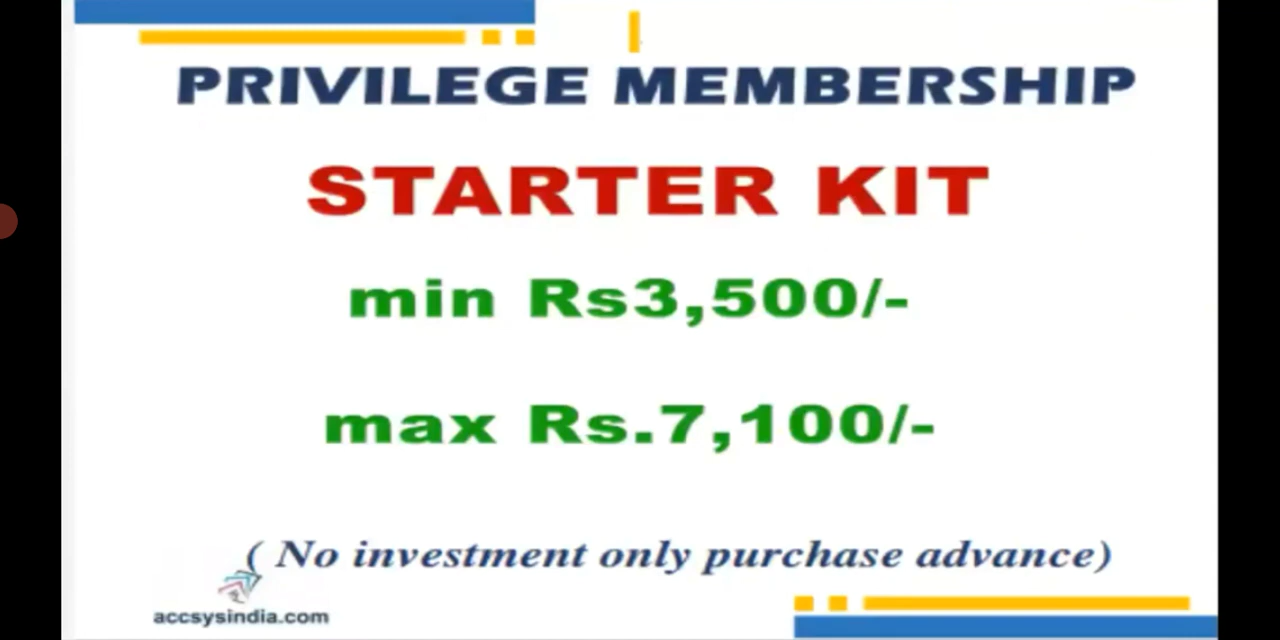 PRIVILEGE MEMBERSHIP
STARTER KIT
min Rs3,500/-
max Rs.7,100/-
( No investment only purchase advance)
accsysindia.com